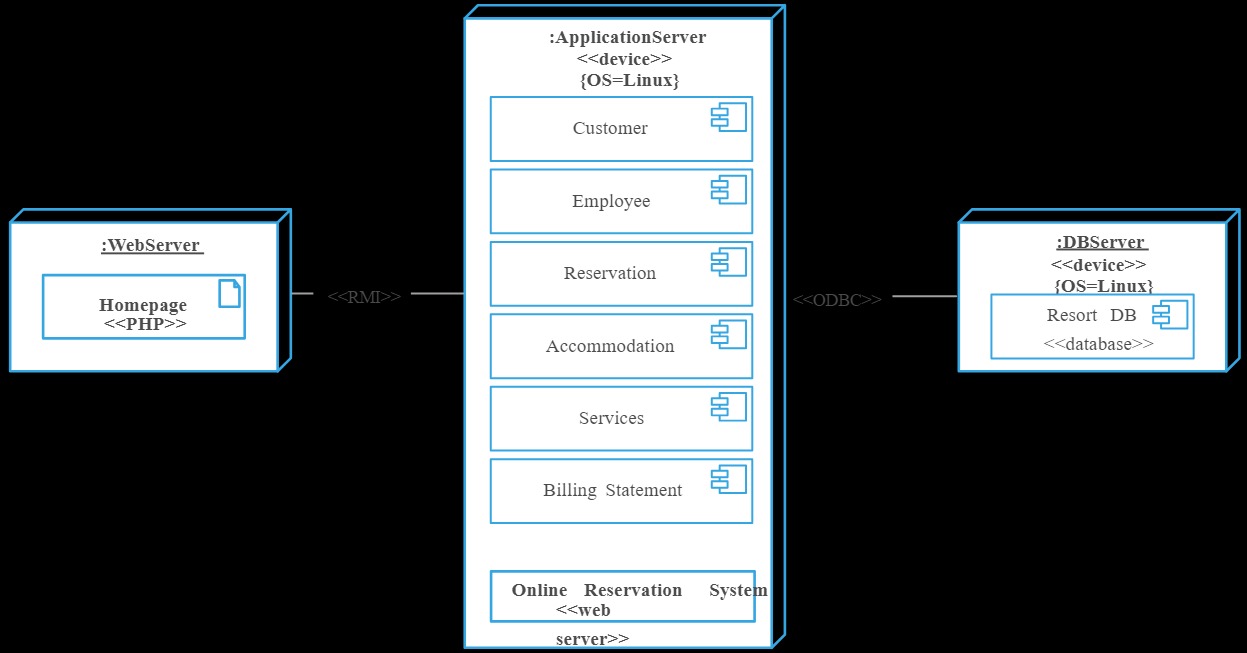 :WebServer
Homepage
<<PHP>>
<<RMI>>
:ApplicationServer
<<device>>
{OS=Linux}
Customer
Employee
Reservation
Accommodation
Services
Billing Statement
Online Reservation System
<<web
server>>
<<ODBC>>
:DBServer
<<device>>
{OS=Linux}
Resort DB
<<database>>